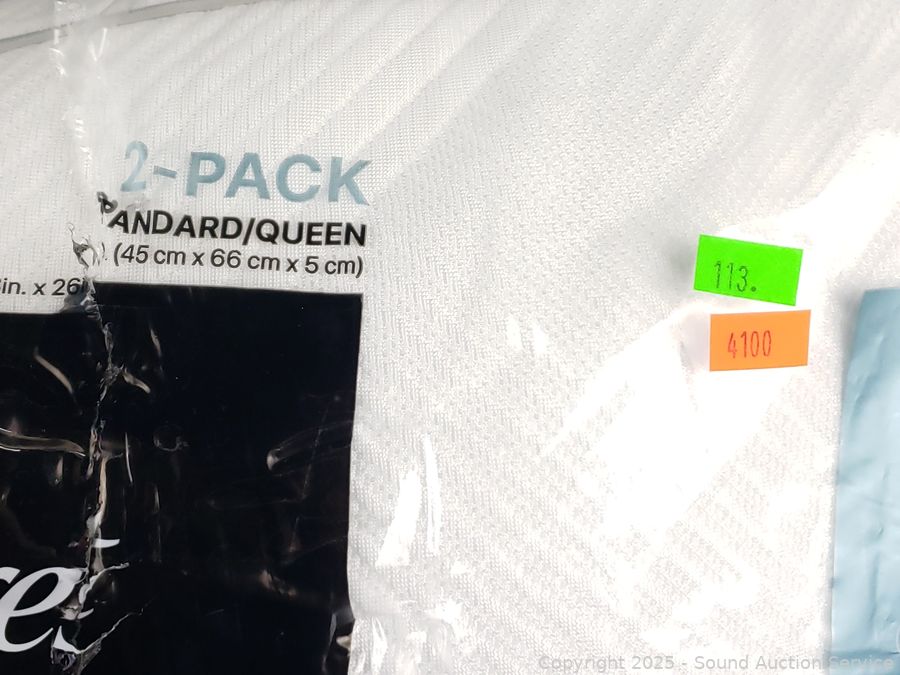 2-PACK
ANDARD/QUEEN
(45 cm x 66 cm x 5 cm)
in. x 26
113.
4100
Copyright 2025 - Sound Auction Service